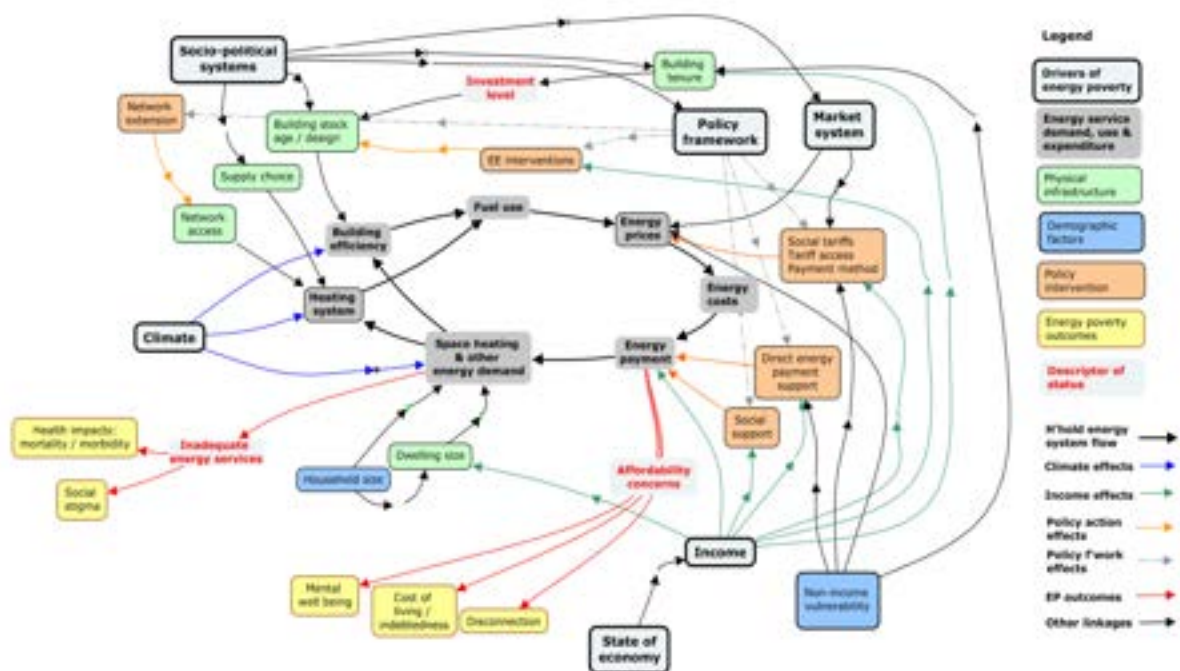 Socio-political
systems
Network
extension
Building stock
age / design
Investment
level
Building
tenure
Policy
framework
Market
system
EE interventions
Supply choice
Network
access
Building
efficiency
Fuel use
Energy
prices
Social tariffs
Tariff access
Payment method
Heating
system
Energy
costs
Climate
Space heating
& other
energy demand
Energy
payment
Direct energy
payment
support
Social
support
Health impacts:
mortality / morbidity
Inadequate
energy services
Social
stigma
Dwelling size
Household size
Affordability
concerns
Income
Mental
well being
Cost of
living /
indebtedness
Disconnection
State of
economy
Non-income
vulnerability
Legend
Drivers of
energy poverty
Energy service
demand, use &
expenditure
Physical
infrastructure
Demographic
factors
Policy
intervention
Energy poverty
outcomes
Descriptor of
status
H'hold energy
system flow
Climate effects
Income effects
Policy action
effects
Policy f'work
effects
EP outcomes
Other linkages